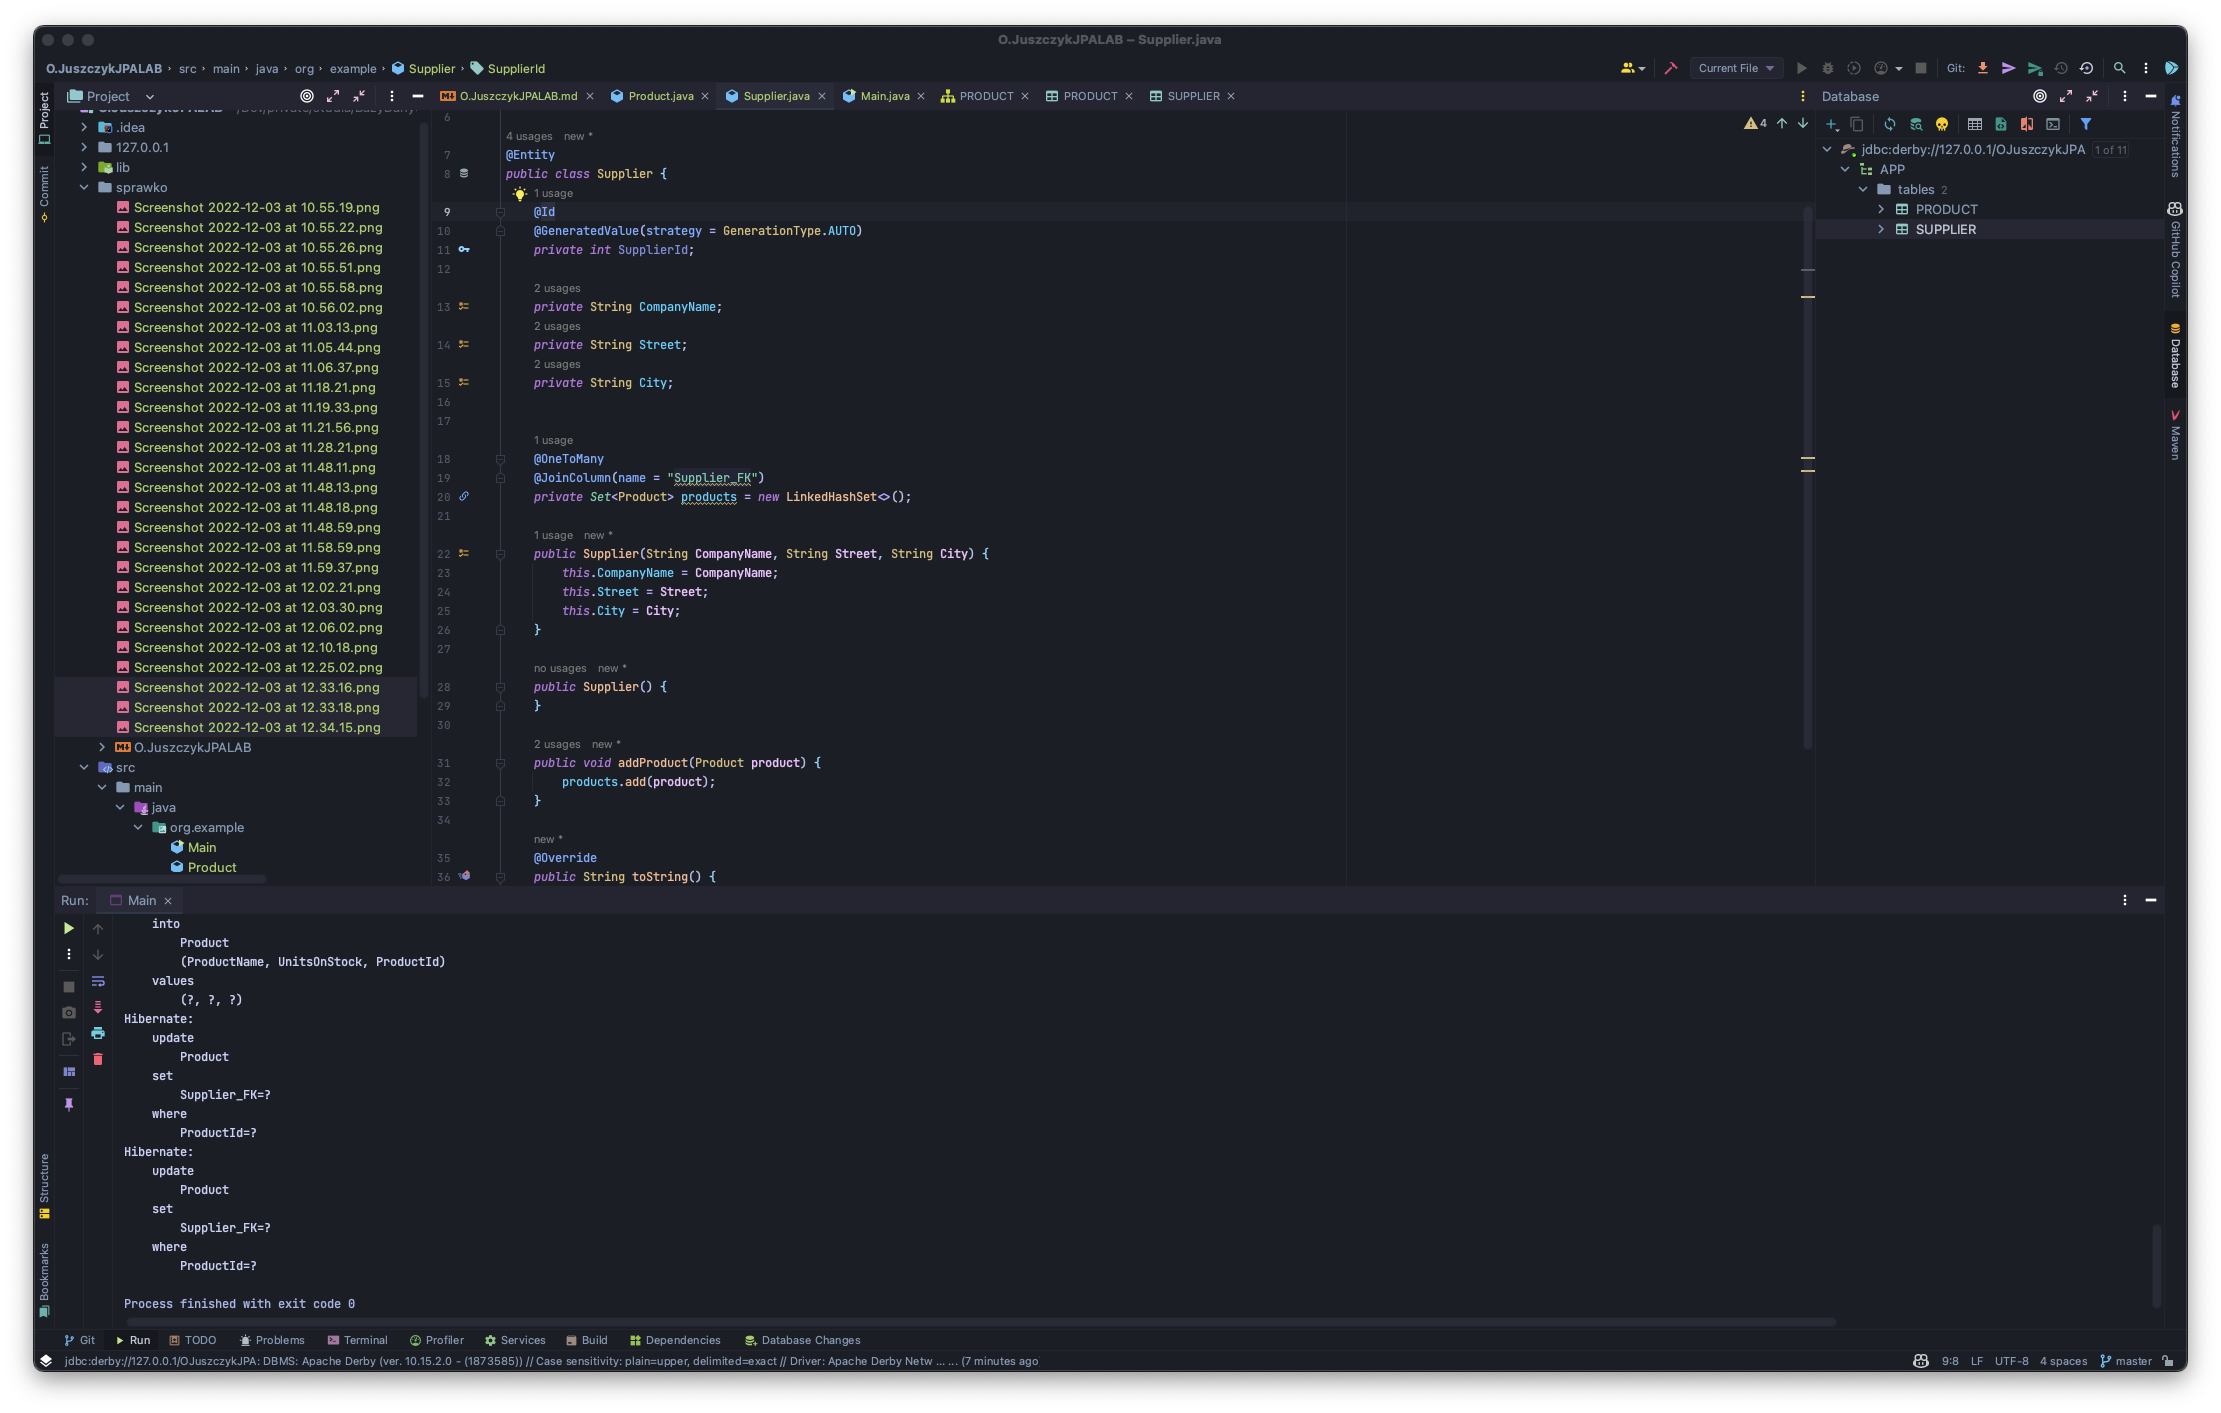 O.JuszczykJPALAB – Supplier.java
O.JuszczykJPALAB › src › main › java › org › example › Supplier › SupplierId
Current File
Git:
Project
O.JuszczykJPALAB.md
Product.java
Supplier.java
Main.java
PRODUCT
PRODUCT
SUPPLIER
Database
Project
Commit
Structure
Bookmarks
.idea
127.0.0.1
lib
sprawko
Screenshot 2022-12-03 at 10.55.19.png
Screenshot 2022-12-03 at 10.55.22.png
Screenshot 2022-12-03 at 10.55.26.png
Screenshot 2022-12-03 at 10.55.51.png
Screenshot 2022-12-03 at 10.55.58.png
Screenshot 2022-12-03 at 10.56.02.png
Screenshot 2022-12-03 at 11.03.13.png
Screenshot 2022-12-03 at 11.05.44.png
Screenshot 2022-12-03 at 11.06.37.png
Screenshot 2022-12-03 at 11.18.21.png
Screenshot 2022-12-03 at 11.19.33.png
Screenshot 2022-12-03 at 11.21.56.png
Screenshot 2022-12-03 at 11.28.21.png
Screenshot 2022-12-03 at 11.48.11.png
Screenshot 2022-12-03 at 11.48.13.png
Screenshot 2022-12-03 at 11.48.18.png
Screenshot 2022-12-03 at 11.48.59.png
Screenshot 2022-12-03 at 11.58.59.png
Screenshot 2022-12-03 at 11.59.37.png
Screenshot 2022-12-03 at 12.02.21.png
Screenshot 2022-12-03 at 12.03.30.png
Screenshot 2022-12-03 at 12.06.02.png
Screenshot 2022-12-03 at 12.10.18.png
Screenshot 2022-12-03 at 12.25.02.png
Screenshot 2022-12-03 at 12.33.16.png
Screenshot 2022-12-03 at 12.33.18.png
Screenshot 2022-12-03 at 12.34.15.png
O.JuszczykJPALAB
src
main
java
org.example
Main
Product
6
4 usages new *
7 @Entity
8 public class Supplier {
1 usage
9 @Id
10 @GeneratedValue(strategy = GenerationType.AUTO)
11 private int SupplierId;
12
2 usages
13 private String CompanyName;
2 usages
14 private String Street;
2 usages
15 private String City;
16
17
1 usage
18 @OneToMany
19 @JoinColumn(name = "Supplier_FK")
20 private Set<Product> products = new LinkedHashSet<>();
21
1 usage new *
22 public Supplier(String CompanyName, String Street, String City) {
23 this.CompanyName = CompanyName;
24 this.Street = Street;
25 this.City = City;
26 }
27
no usages new *
28 public Supplier() {
29 }
30
2 usages new *
31 public void addProduct(Product product) {
32 products.add(product);
33 }
34
new *
35 @Override
36 public String toString() {
4
jdbc:derby://127.0.0.1/OJuszczykJPA 1 of 11
APP
tables 2
PRODUCT
SUPPLIER
Notifications
GitHub Copilot
Database
Maven
Run: Main
into
Product
(ProductName, UnitsOnStock, ProductId)
values
(?, ?, ?)
Hibernate:
update
Product
set
Supplier_FK=?
where
ProductId=?
Hibernate:
update
Product
set
Supplier_FK=?
where
ProductId=?
Process finished with exit code 0
Git Run TODO Problems Terminal Profiler Services Build Dependencies Database Changes
jdbc:derby://127.0.0.1/OJuszczykJPA: DBMS: Apache Derby (ver. 10.15.2.0 - (1873585)) // Case sensitivity: plain=upper, delimited=exact // Driver: Apache Derby Netw ... ... (7 minutes ago
9:8 LF UTF-8 4 spaces master